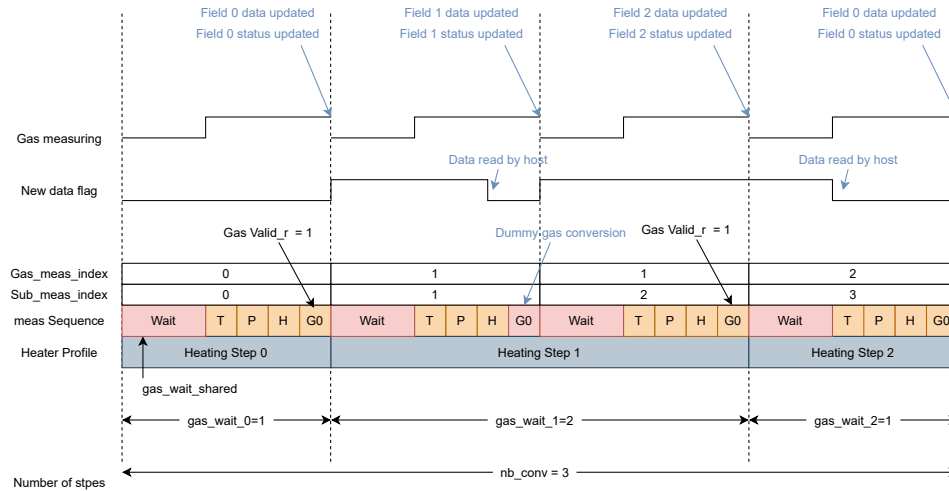 Field 0 data updated
Field 0 status updated
Field 1 data updated
Field 1 status updated
Field 2 data updated
Field 2 status updated
Field 0 data updated
Field 0 status updated
Gas measuring
Data read by host
Data read by host
New data flag
Gas Valid_r = 1
Dummy gas conversion
Gas Valid_r = 1
Gas_meas_index 0 1 1 2
Sub_meas_index 0 1 2 3
meas Sequence Wait T P H G0 Wait T P H G0 Wait T P H G0 Wait T P H G0
Heater Profile Heating Step 0 Heating Step 1 Heating Step 2
gas_wait_shared
gas_wait_0=1 gas_wait_1=2 gas_wait_2=1
nb_conv = 3
Number of stpes